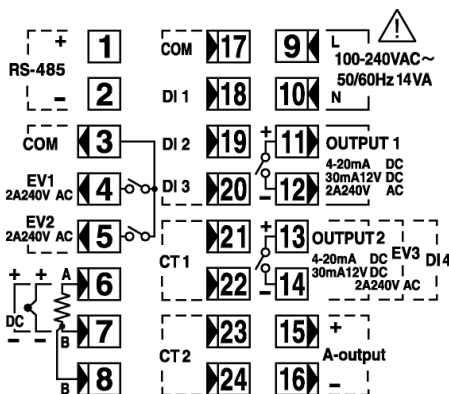 + 1 COM 17 9 L
RS-485 100-240VAC~
50/60Hz 14VA
- 2 DI 1 18 10 N
COM 3 DI 2 19 + 11 OUTPUT 1
4-20mA DC
30mA12V DC
EV1 4 DI 3 20 - 12 2A240V AC
2A240V AC
EV2 5 21 + 13 OUTPUT 2 EV3 DI 4
2A240V AC 4-20mA DC
CT 1 30mA12V DC
+ + A 6 22 - 14 2A240V AC
DC
- - B 7 23 15 +
CT 2 A-output
B 8 24 16 -